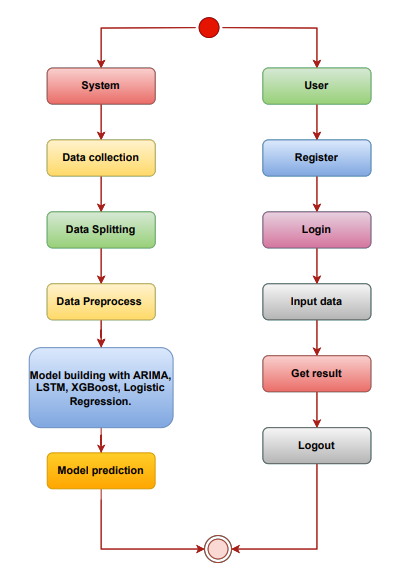 System
Data collection
Data Splitting
Data Preprocess
Model building with ARIMA,
LSTM, XGBoost, Logistic
Regression.
Model prediction
User
Register
Login
Input data
Get result
Logout